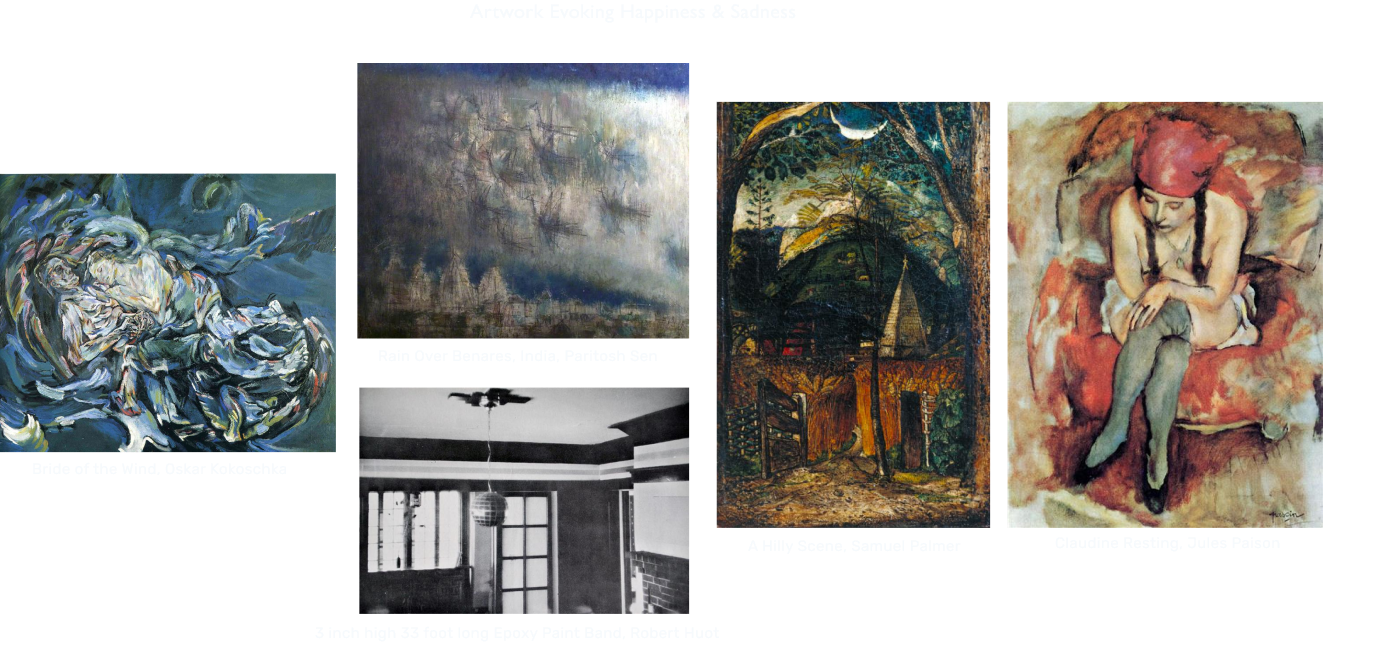 Artwork Evoking Happiness & Sadness
Rain Over Benares, India, Paritosh Sen
Bride of the Wind, Oskar Kokoschka
3 inch high 33 foot long Epoxy Paint Band, Robert Huot
A Hilly Scene, Samuel Palmer
Claudine Resting, Jules Pascin